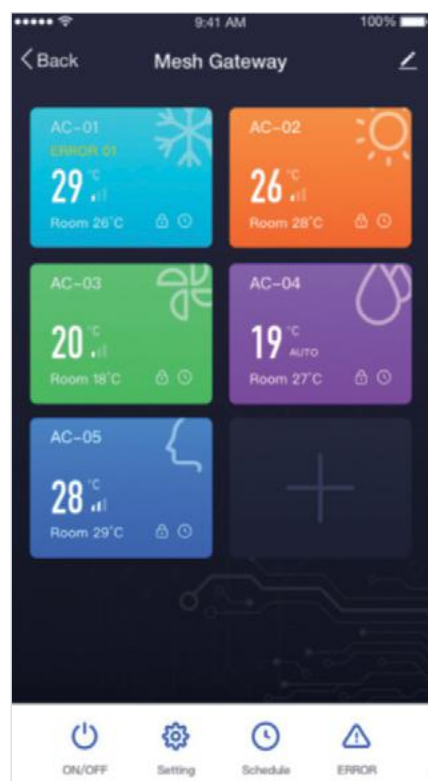 9:41 AM 100%
Back Mesh Gateway
AC-01
ERROR 01
29 °C
Room 26°C
AC-02
26 °C
Room 28°C
AC-03
20 °C
Room 18°C
AC-04
19 °C
AUTO
Room 27°C
AC-05
28 °C
Room 29°C
ON/OFF Setting Schedule ERROR